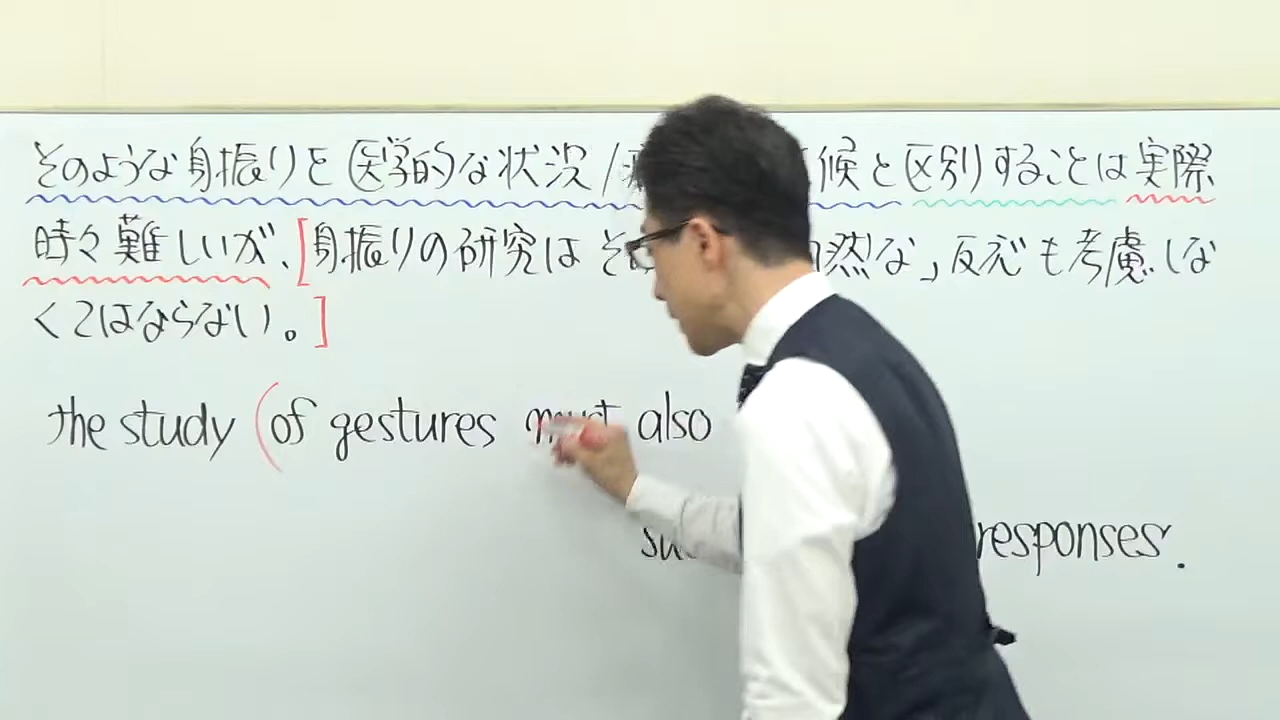 そのような身振りを医学的な状況/ 候と区別することは実際
時々難しいが、[身振りの研究は そ 然な」反応も考慮しな
くてはならない。]
the study (of gestures must also
responses.